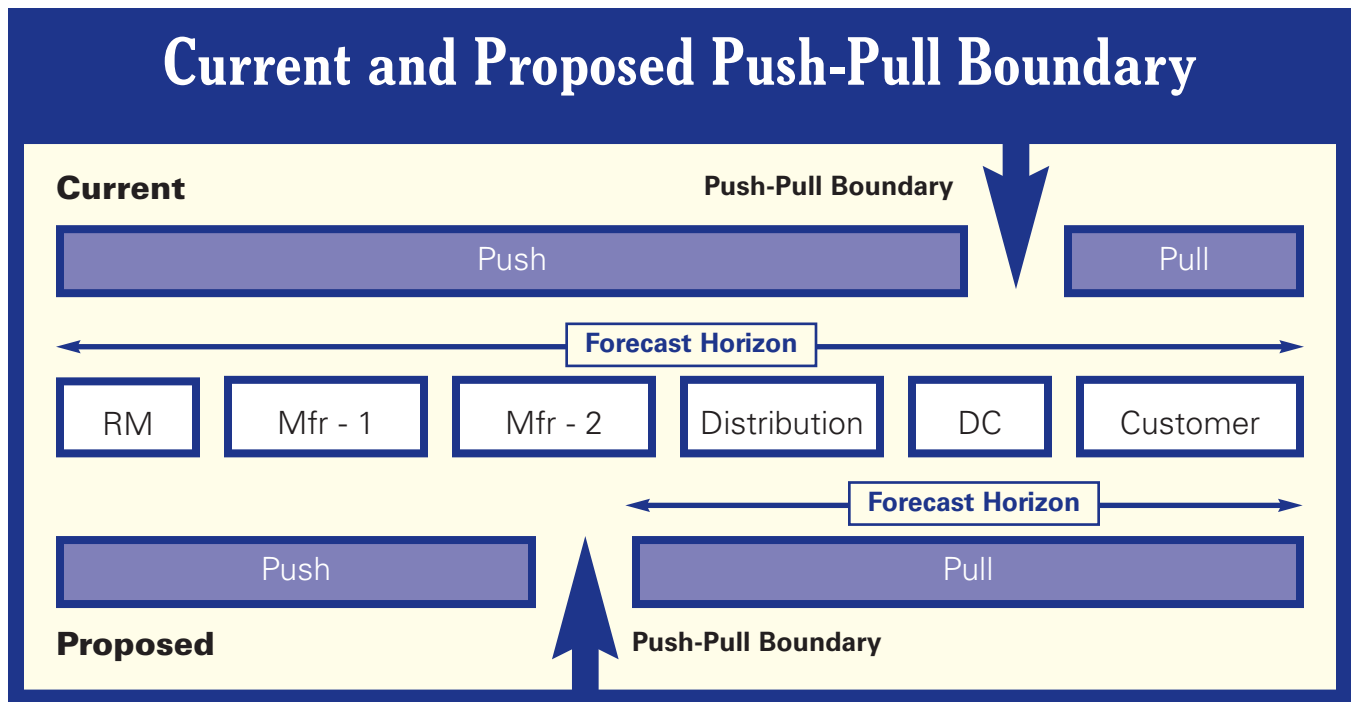 Current and Proposed Push-Pull Boundary
Current
Push-Pull Boundary
Push
Pull
Forecast Horizon
RM
Mfr - 1
Mfr - 2
Distribution
DC
Customer
Forecast Horizon
Push
Pull
Proposed
Push-Pull Boundary